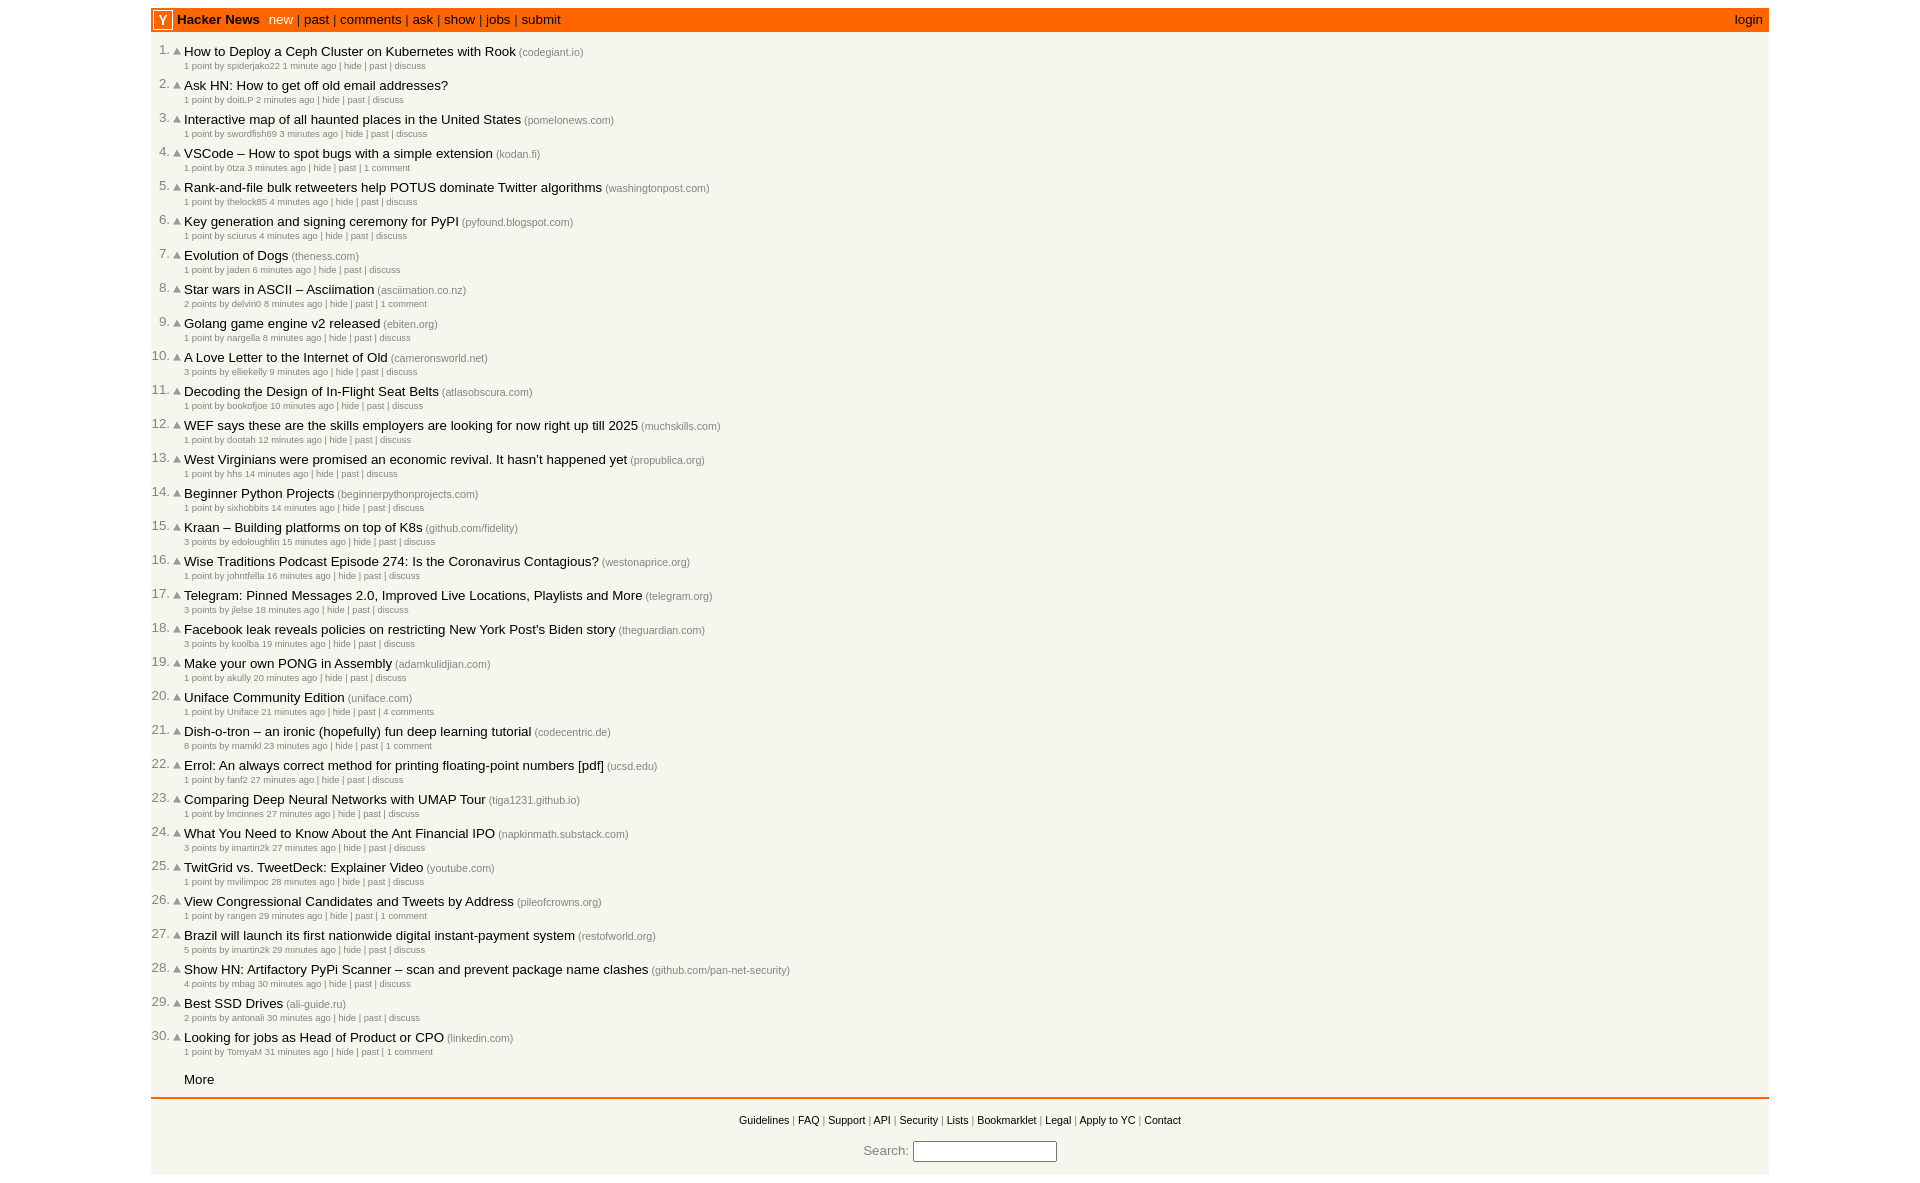 Y Hacker News new | past | comments | ask | show | jobs | submit login
1. How to Deploy a Ceph Cluster on Kubernetes with Rook (codegiant.io)
1 point by spiderjako22 1 minute ago | hide | past | discuss
2. Ask HN: How to get off old email addresses?
1 point by doitLP 2 minutes ago | hide | past | discuss
3. Interactive map of all haunted places in the United States (pomelonews.com)
1 point by swordfish69 3 minutes ago | hide | past | discuss
4. VSCode – How to spot bugs with a simple extension (kodan.fi)
1 point by 0tza 3 minutes ago | hide | past | 1 comment
5. Rank-and-file bulk retweeters help POTUS dominate Twitter algorithms (washingtonpost.com)
1 point by thelock85 4 minutes ago | hide | past | discuss
6. Key generation and signing ceremony for PyPI (pyfound.blogspot.com)
1 point by sciurus 4 minutes ago | hide | past | discuss
7. Evolution of Dogs (theness.com)
1 point by jaden 6 minutes ago | hide | past | discuss
8. Star wars in ASCII – Asciimation (asciimation.co.nz)
2 points by delvin0 8 minutes ago | hide | past | 1 comment
9. Golang game engine v2 released (ebiten.org)
1 point by nargella 8 minutes ago | hide | past | discuss
10. A Love Letter to the Internet of Old (cameronsworld.net)
3 points by elliekelly 9 minutes ago | hide | past | discuss
11. Decoding the Design of In-Flight Seat Belts (atlasobscura.com)
1 point by bookofjoe 10 minutes ago | hide | past | discuss
12. WEF says these are the skills employers are looking for now right up till 2025 (muchskills.com)
1 point by dootah 12 minutes ago | hide | past | discuss
13. West Virginians were promised an economic revival. It hasn't happened yet (propublica.org)
1 point by hhs 14 minutes ago | hide | past | discuss
14. Beginner Python Projects (beginnerpythonprojects.com)
1 point by sixhobbits 14 minutes ago | hide | past | discuss
15. Kraan – Building platforms on top of K8s (github.com/fidelity)
3 points by edoloughlin 15 minutes ago | hide | past | discuss
16. Wise Traditions Podcast Episode 274: Is the Coronavirus Contagious? (westonaprice.org)
1 point by johntfella 16 minutes ago | hide | past | discuss
17. Telegram: Pinned Messages 2.0, Improved Live Locations, Playlists and More (telegram.org)
3 points by jlelse 18 minutes ago | hide | past | discuss
18. Facebook leak reveals policies on restricting New York Post's Biden story (theguardian.com)
3 points by koolba 19 minutes ago | hide | past | discuss
19. Make your own PONG in Assembly (adamkulidjian.com)
1 point by akully 20 minutes ago | hide | past | discuss
20. Uniface Community Edition (uniface.com)
1 point by Uniface 21 minutes ago | hide | past | 4 comments
21. Dish-o-tron – an ironic (hopefully) fun deep learning tutorial (codecentric.de)
8 points by mamikl 23 minutes ago | hide | past | 1 comment
22. Errol: An always correct method for printing floating-point numbers [pdf] (ucsd.edu)
1 point by fanf2 27 minutes ago | hide | past | discuss
23. Comparing Deep Neural Networks with UMAP Tour (tiga1231.github.io)
1 point by lmcinnes 27 minutes ago | hide | past | discuss
24. What You Need to Know About the Ant Financial IPO (napkinmath.substack.com)
3 points by imartin2k 27 minutes ago | hide | past | discuss
25. TwitGrid vs. TweetDeck: Explainer Video (youtube.com)
1 point by mvilimpoc 28 minutes ago | hide | past | discuss
26. View Congressional Candidates and Tweets by Address (pileofcrowns.org)
1 point by rangen 29 minutes ago | hide | past | 1 comment
27. Brazil will launch its first nationwide digital instant-payment system (restofworld.org)
5 points by imartin2k 29 minutes ago | hide | past | discuss
28. Show HN: Artifactory PyPi Scanner – scan and prevent package name clashes (github.com/pan-net-security)
4 points by mbag 30 minutes ago | hide | past | discuss
29. Best SSD Drives (ali-guide.ru)
2 points by antonali 30 minutes ago | hide | past | discuss
30. Looking for jobs as Head of Product or CPO (linkedin.com)
1 point by TomyaM 31 minutes ago | hide | past | 1 comment
More
Guidelines | FAQ | Support | API | Security | Lists | Bookmarklet | Legal | Apply to YC | Contact
Search: